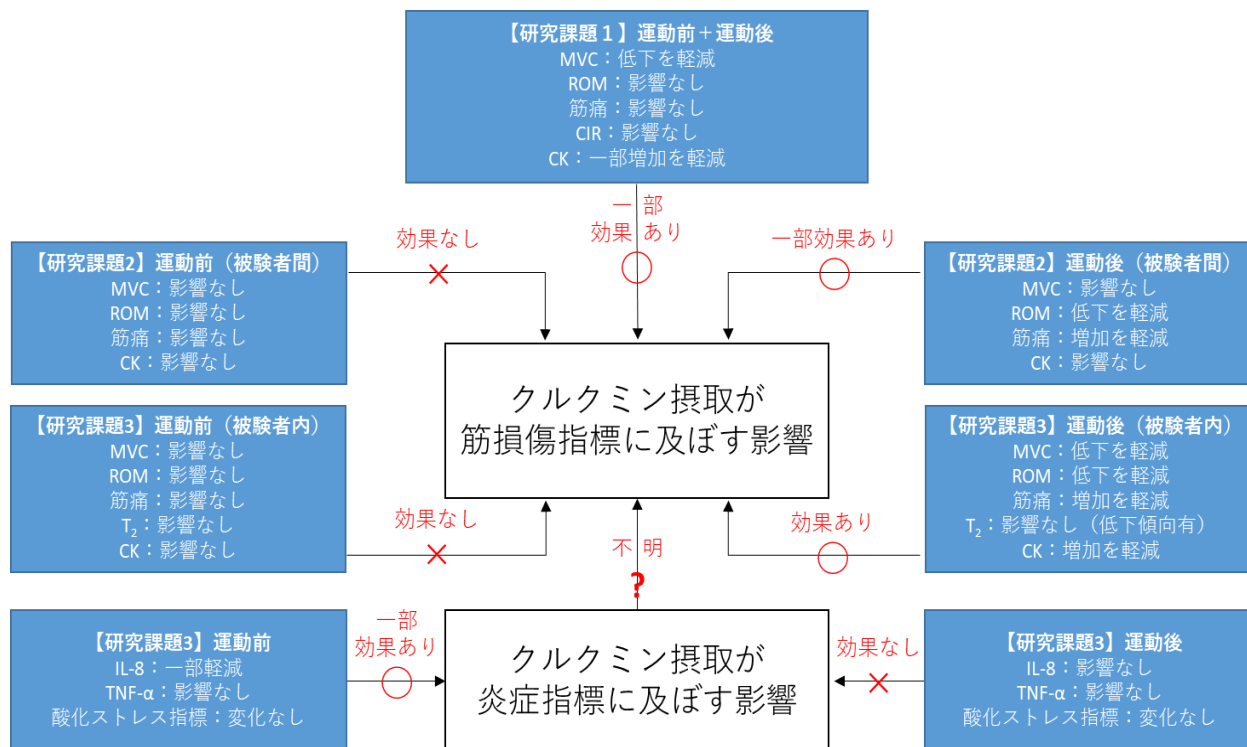 【研究課題１】運動前＋運動後
MVC：低下を軽減
ROM：影響なし
筋痛：影響なし
CIR：影響なし
CK：一部増加を軽減
一部
効果あり
効果なし
一部効果あり
【研究課題2】運動前（被験者間）
MVC：影響なし
ROM：影響なし
筋痛：影響なし
CK：影響なし
【研究課題2】運動後（被験者間）
MVC：影響なし
ROM：低下を軽減
筋痛：増加を軽減
CK：影響なし
クルクミン摂取が
筋損傷指標に及ぼす影響
【研究課題3】運動前（被験者内）
MVC：影響なし
ROM：影響なし
筋痛：影響なし
T₂：影響なし
CK：影響なし
【研究課題3】運動後（被験者内）
MVC：低下を軽減
ROM：低下を軽減
筋痛：増加を軽減
T₂：影響なし（低下傾向有）
CK：増加を軽減
効果なし
効果あり
不明
?
【研究課題3】運動前
IL-8：一部軽減
TNF-α：影響なし
酸化ストレス指標：変化なし
一部
効果あり
クルクミン摂取が
炎症指標に及ぼす影響
効果なし
【研究課題3】運動後
IL-8：影響なし
TNF-α：影響なし
酸化ストレス指標：変化なし